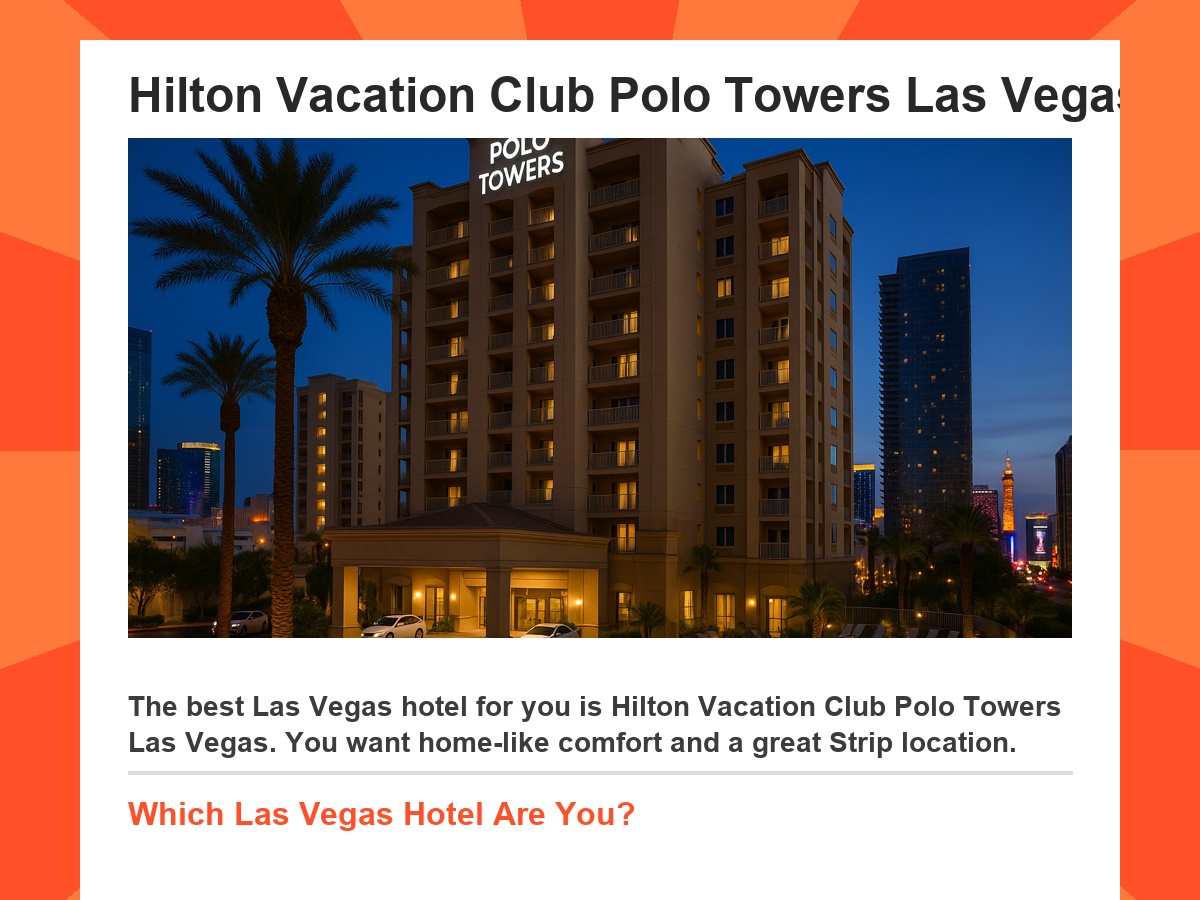 Hilton Vacation Club Polo Towers Las Vegas
POLO
TOWERS
The best Las Vegas hotel for you is Hilton Vacation Club Polo Towers
Las Vegas. You want home-like comfort and a great Strip location.
Which Las Vegas Hotel Are You?